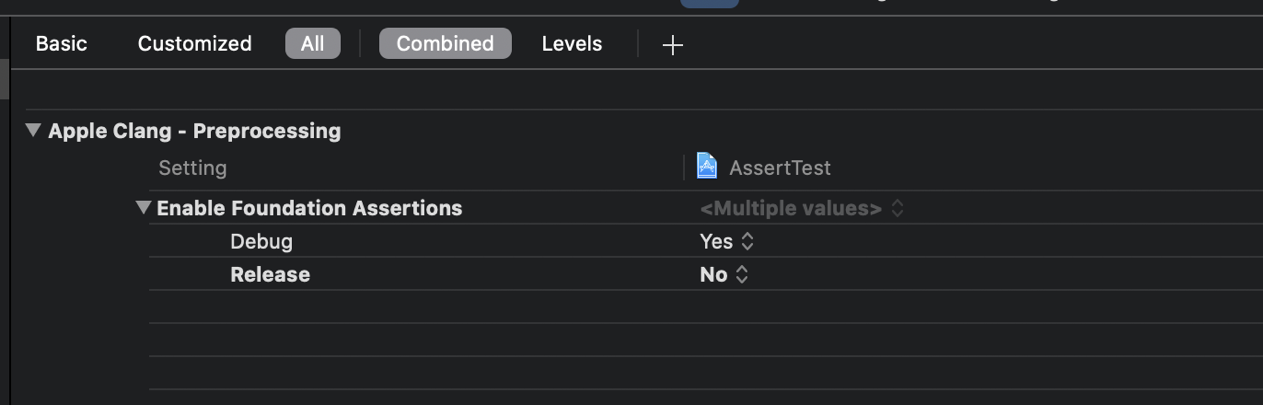 Basic Customized All Combined Levels +
Apple Clang - Preprocessing
Setting AssertTest
Enable Foundation Assertions <Multiple values>
Debug Yes
Release No